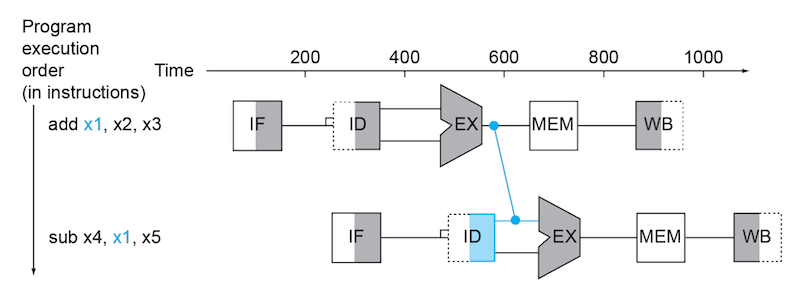 Program
execution
order
(in instructions)
Time
200 400 600 800 1000
add x1, x2, x3
IF ID EX MEM WB
sub x4, x1, x5
IF ID EX MEM WB